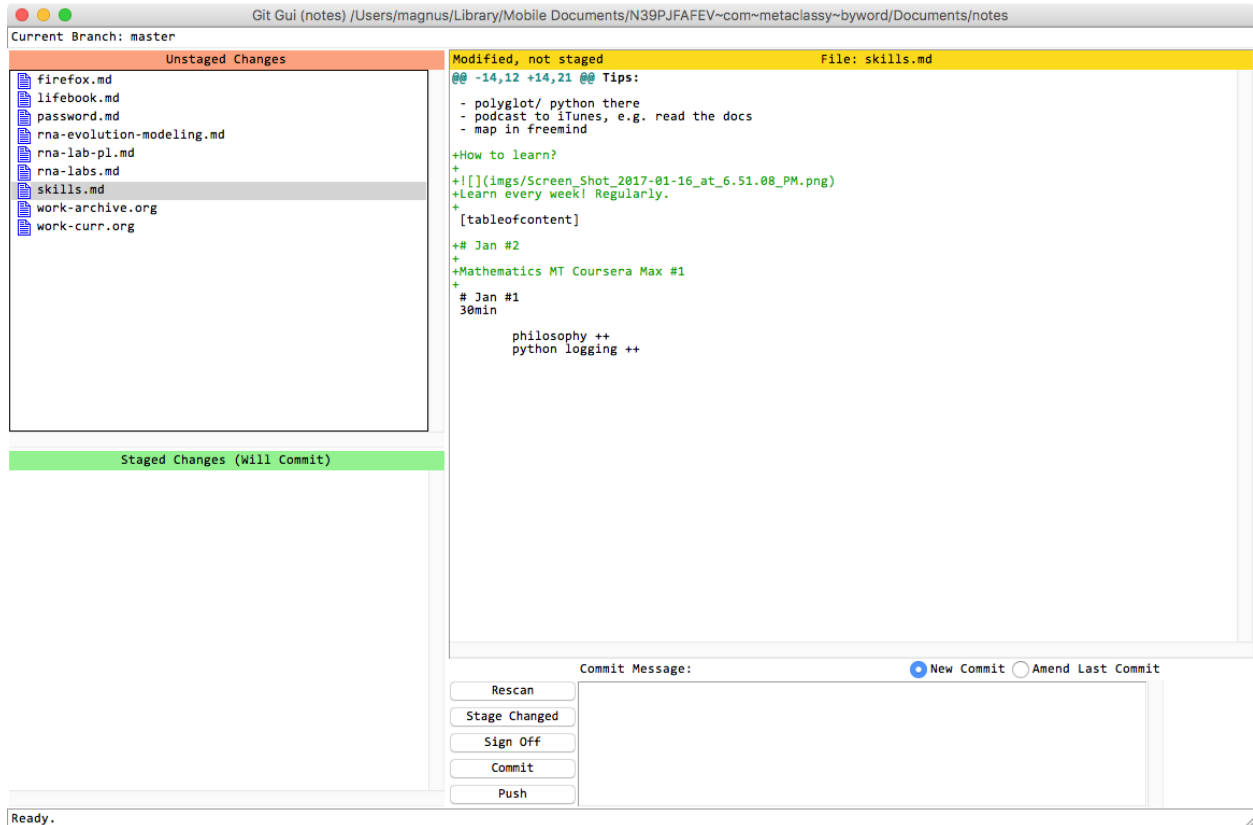 Git Gui (notes) /Users/magnus/Library/Mobile Documents/N39PJFAFEV~com~metaclassy~byword/Documents/notes
Current Branch: master
Unstaged Changes
firefox.md
lifebook.md
password.md
rna-evolution-modeling.md
rna-lab-pl.md
rna-labs.md
skills.md
work-archive.org
work-curr.org
Staged Changes (Will Commit)
Modified, not staged File: skills.md
@@ -14,12 +14,21 @@ Tips:
- polyglot/ python there
- podcast to iTunes, e.g. read the docs
- map in freemind
+How to learn?
+
+![](imgs/Screen_Shot_2017-01-16_at_6.51.08_PM.png)
+Learn every week! Regularly.
+
[tableofcontent]
+# Jan #2
+
+Mathematics MT Coursera Max #1
+
# Jan #1
30min
philosophy ++
python logging ++
Commit Message: New Commit Amend Last Commit
Rescan
Stage Changed
Sign Off
Commit
Push
Ready.